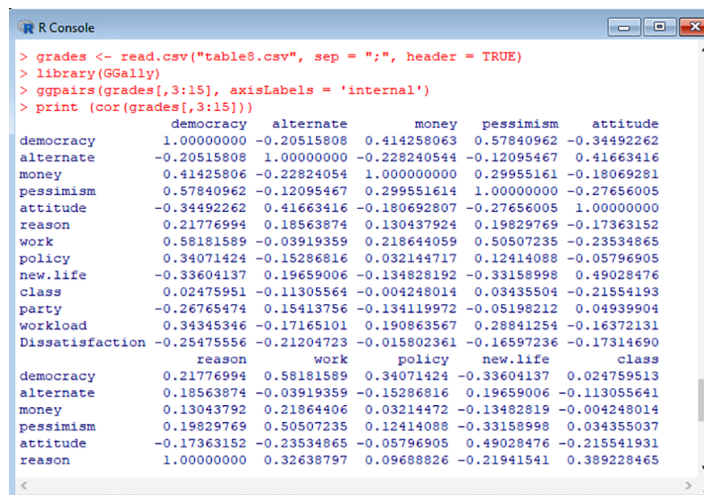 R Console
> grades <- read.csv("table8.csv", sep = ";", header = TRUE)
> library(GGally)
> ggpairs(grades[,3:15], axisLabels = 'internal')
> print (cor(grades[,3:15]))
democracy alternate money pessimism attitude
democracy 1.00000000 -0.20515808 0.414258063 0.57840962 -0.34492262
alternate -0.20515808 1.00000000 -0.228240544 -0.12095467 0.41663416
money 0.41425806 -0.22824054 1.000000000 0.29955161 -0.18069281
pessimism 0.57840962 -0.12095467 0.299551614 1.00000000 -0.27656005
attitude -0.34492262 0.41663416 -0.180692807 -0.27656005 1.00000000
reason 0.21776994 0.18563874 0.130437924 0.19829769 -0.17363152
work 0.58181589 -0.03919359 0.218644059 0.50507235 -0.23534865
policy 0.34071424 -0.15286816 0.032144717 0.12414088 -0.05796905
new.life -0.33604137 0.19659006 -0.134828192 -0.33158998 0.49028476
class 0.02475951 -0.11305564 -0.004248014 0.03435504 -0.21554193
party -0.26765474 0.15413756 -0.134119972 -0.05198212 0.04939904
workload 0.34345346 -0.17165101 0.190863567 0.28841254 -0.16372131
Dissatisfaction -0.25475556 -0.21204723 -0.015802361 -0.16597236 -0.17314690
reason work policy new.life class
democracy 0.21776994 0.58181589 0.34071424 -0.33604137 0.024759513
alternate 0.18563874 -0.03919359 -0.15286816 0.19659006 -0.113055641
money 0.13043792 0.21864406 0.03214472 -0.13482819 -0.004248014
pessimism 0.19829769 0.50507235 0.12414088 -0.33158998 0.034355037
attitude -0.17363152 -0.23534865 -0.05796905 0.49028476 -0.215541931
reason 1.00000000 0.32638797 0.09688826 -0.21941541 0.389228465